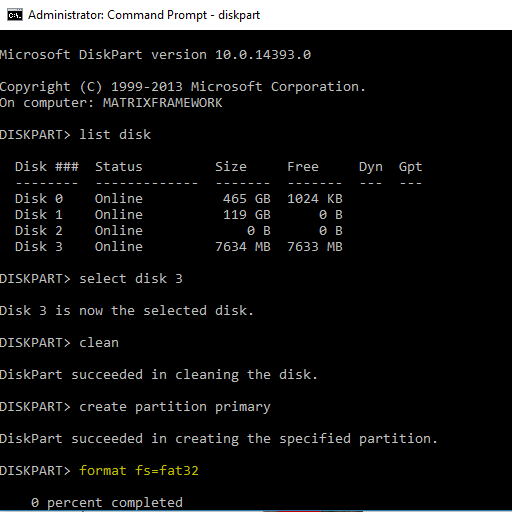 Administrator: Command Prompt - diskpart
Microsoft DiskPart version 10.0.14393.0
Copyright (C) 1999-2013 Microsoft Corporation.
On computer: MATRIXFRAMEWORK
DISKPART> list disk
  Disk ###  Status         Size     Free     Dyn  Gpt
  --------  -------------  -------  -------  ---  ---
  Disk 0    Online          465 GB  1024 KB
  Disk 1    Online          119 GB      0 B
  Disk 2    Online             0 B      0 B
  Disk 3    Online         7634 MB  7633 MB
DISKPART> select disk 3
Disk 3 is now the selected disk.
DISKPART> clean
DiskPart succeeded in cleaning the disk.
DISKPART> create partition primary
DiskPart succeeded in creating the specified partition.
DISKPART> format fs=fat32
    0 percent completed